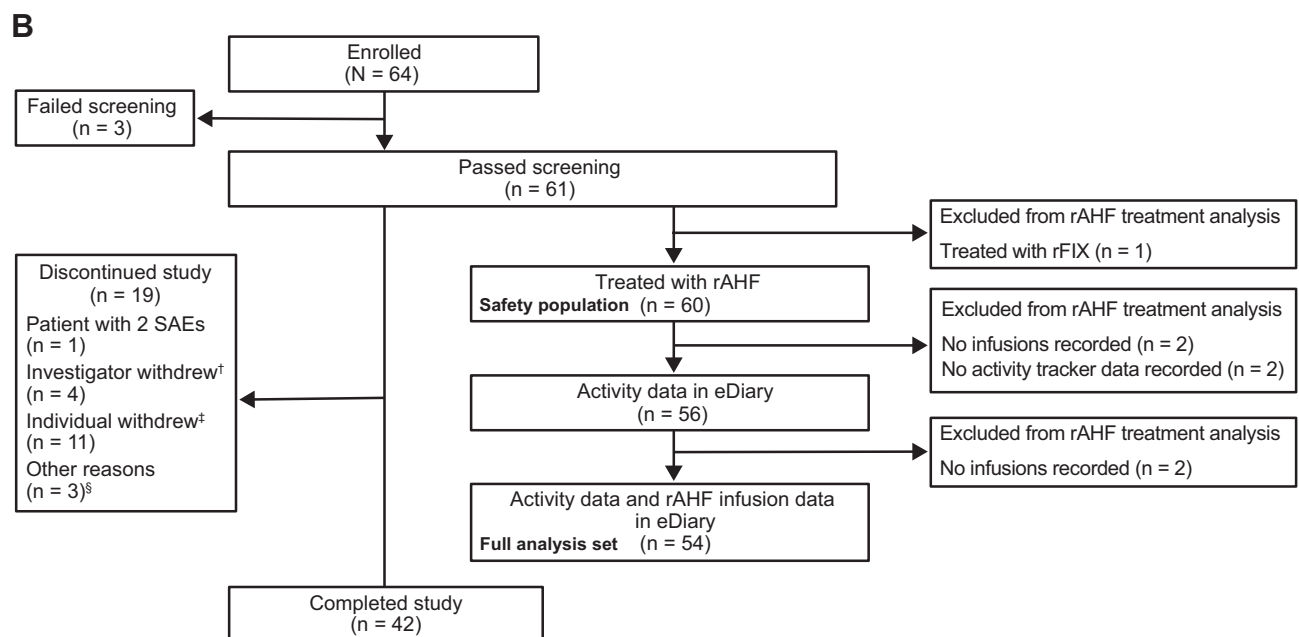 B
Enrolled
(N = 64)
Failed screening
(n = 3)
Passed screening
(n = 61)
Excluded from rAHF treatment analysis
Treated with rFIX (n = 1)
Discontinued study
(n = 19)
Patient with 2 SAEs
(n = 1)
Investigator withdrew†
(n = 4)
Individual withdrew‡
(n = 11)
Other reasons
(n = 3)§
Treated with rAHF
Safety population (n = 60)
Excluded from rAHF treatment analysis
No infusions recorded (n = 2)
No activity tracker data recorded (n = 2)
Activity data in eDiary
(n = 56)
Excluded from rAHF treatment analysis
No infusions recorded (n = 2)
Activity data and rAHF infusion data
in eDiary
Full analysis set (n = 54)
Completed study
(n = 42)